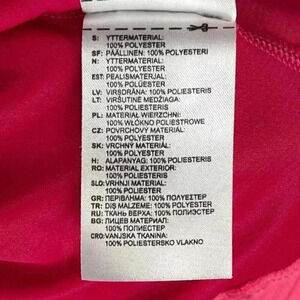 S: YTTERMATERIAL:
100% POLYESTER
SF: PÄÄLLINEN: 100% POLYESTERI
N: YTTERMATERIALE:
100% POLYESTER
EST: PEALISMATERJAL:
100% POLÜESTER
LV: VIRSDRĀNA: 100% POLIESTERIS
LT: VIRŠUTINĖ MEDŽIAGA:
100% POLIESTERIS
PL: MATERIAŁ WIERZCHNI:
100% WŁÓKNO POLIESTROWE
CZ: POVRCHOVÝ MATERIÁL:
100% POLYESTER
SK: VRCHNÝ MATERIÁL:
100% POLYESTER
H: ALAPANYAG: 100% POLIÉSZTER
RO: MATERIAL EXTERIOR:
100% POLIESTER
SLO: VRHNJI MATERIAL:
100% POLIESTER
GR: ΠΕΡΙΒΛΗΜΑ: 100% ΠΟΛΥΕΣΤΕΡ
TR: DIŞ MALZEME: 100% POLYESTER
RU: ТКАНЬ ВЕРХА: 100% ПОЛИЭСТЕР
BG: ЛИЦЕВ МАТЕРИАЛ:
100% ПОЛИЕСТЕР
CRO: VANJSKA TKANINA:
100% POLIESTERSKO VLAKNO